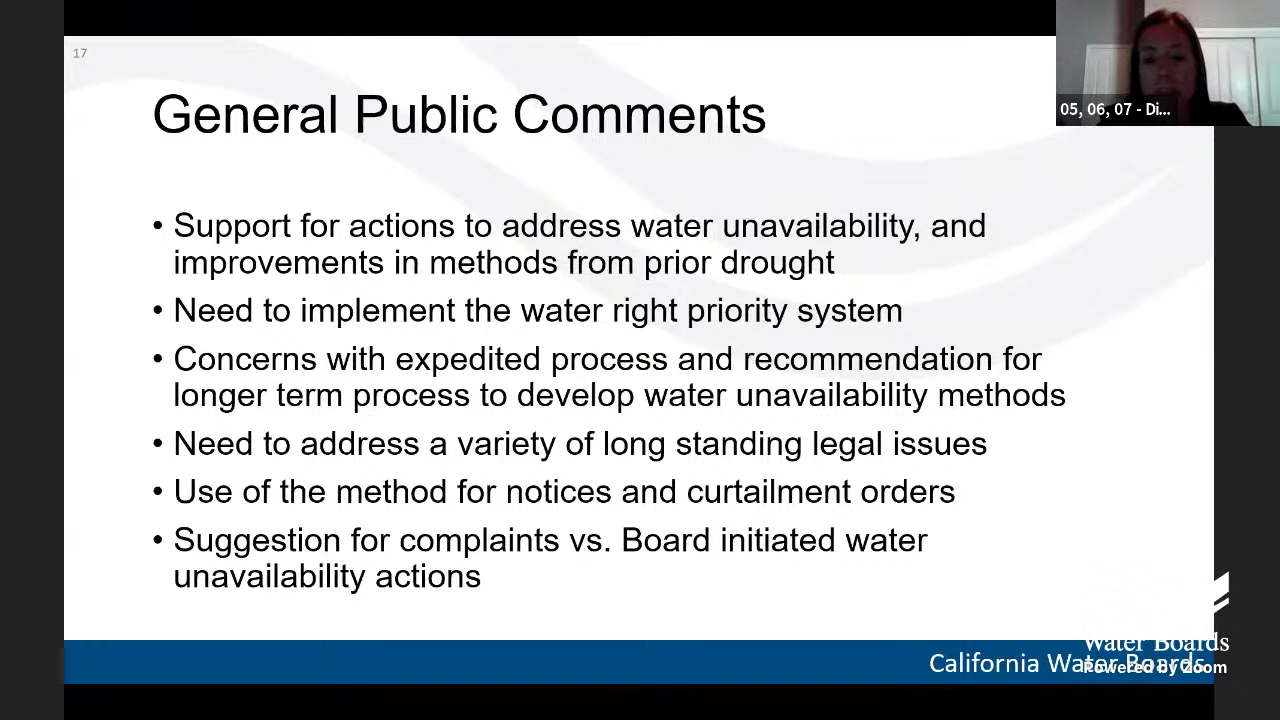 17
General Public Comments
05, 06, 07 - Di...
• Support for actions to address water unavailability, and
improvements in methods from prior drought
• Need to implement the water right priority system
• Concerns with expedited process and recommendation for
longer term process to develop water unavailability methods
• Need to address a variety of long standing legal issues
• Use of the method for notices and curtailment orders
• Suggestion for complaints vs. Board initiated water
unavailability actions
Water Boards
California Water Boards
Powered by Zoom